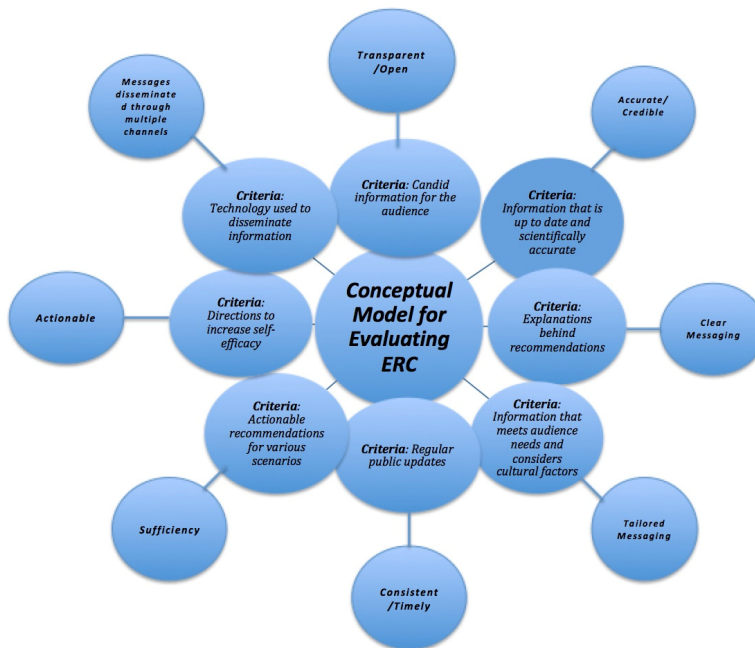 Transparent
/Open
Messages
disseminate
d through
multiple
channels
Accurate/
Credible
Criteria: Candid
information for the
audience
Criteria:
Technology used to
disseminate
information
Criteria:
Information that is
up to date and
scientifically
accurate
Conceptual
Model for
Evaluating
ERC
Actionable
Criteria:
Directions to
increase self-
efficacy
Criteria:
Explanations
behind
recommendations
Clear
Messaging
Criteria:
Actionable
recommendations
for various
scenarios
Criteria: Regular
public updates
Criteria:
Information that
meets audience
needs and
considers
cultural factors
Sufficiency
Tailored
Messaging
Consistent
/Timely